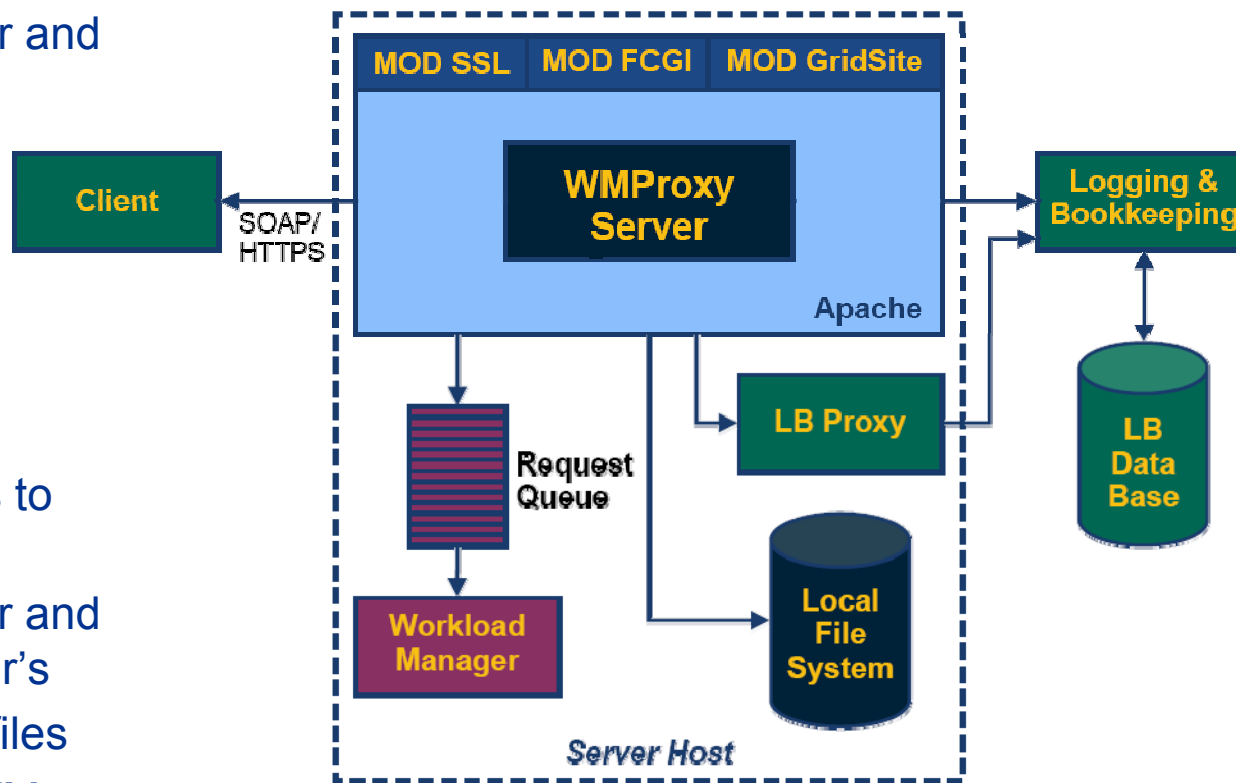 r and
MOD SSL
MOD FCGI
MOD GridSite
Client
SOAP/
HTTPS
WMProxy
Server
Apache
Logging &
Bookkeeping
LB Proxy
LB
Data
Base
Request
Queue
s to
Workload
Manager
Local
File
System
r and
r's
files
Server Host